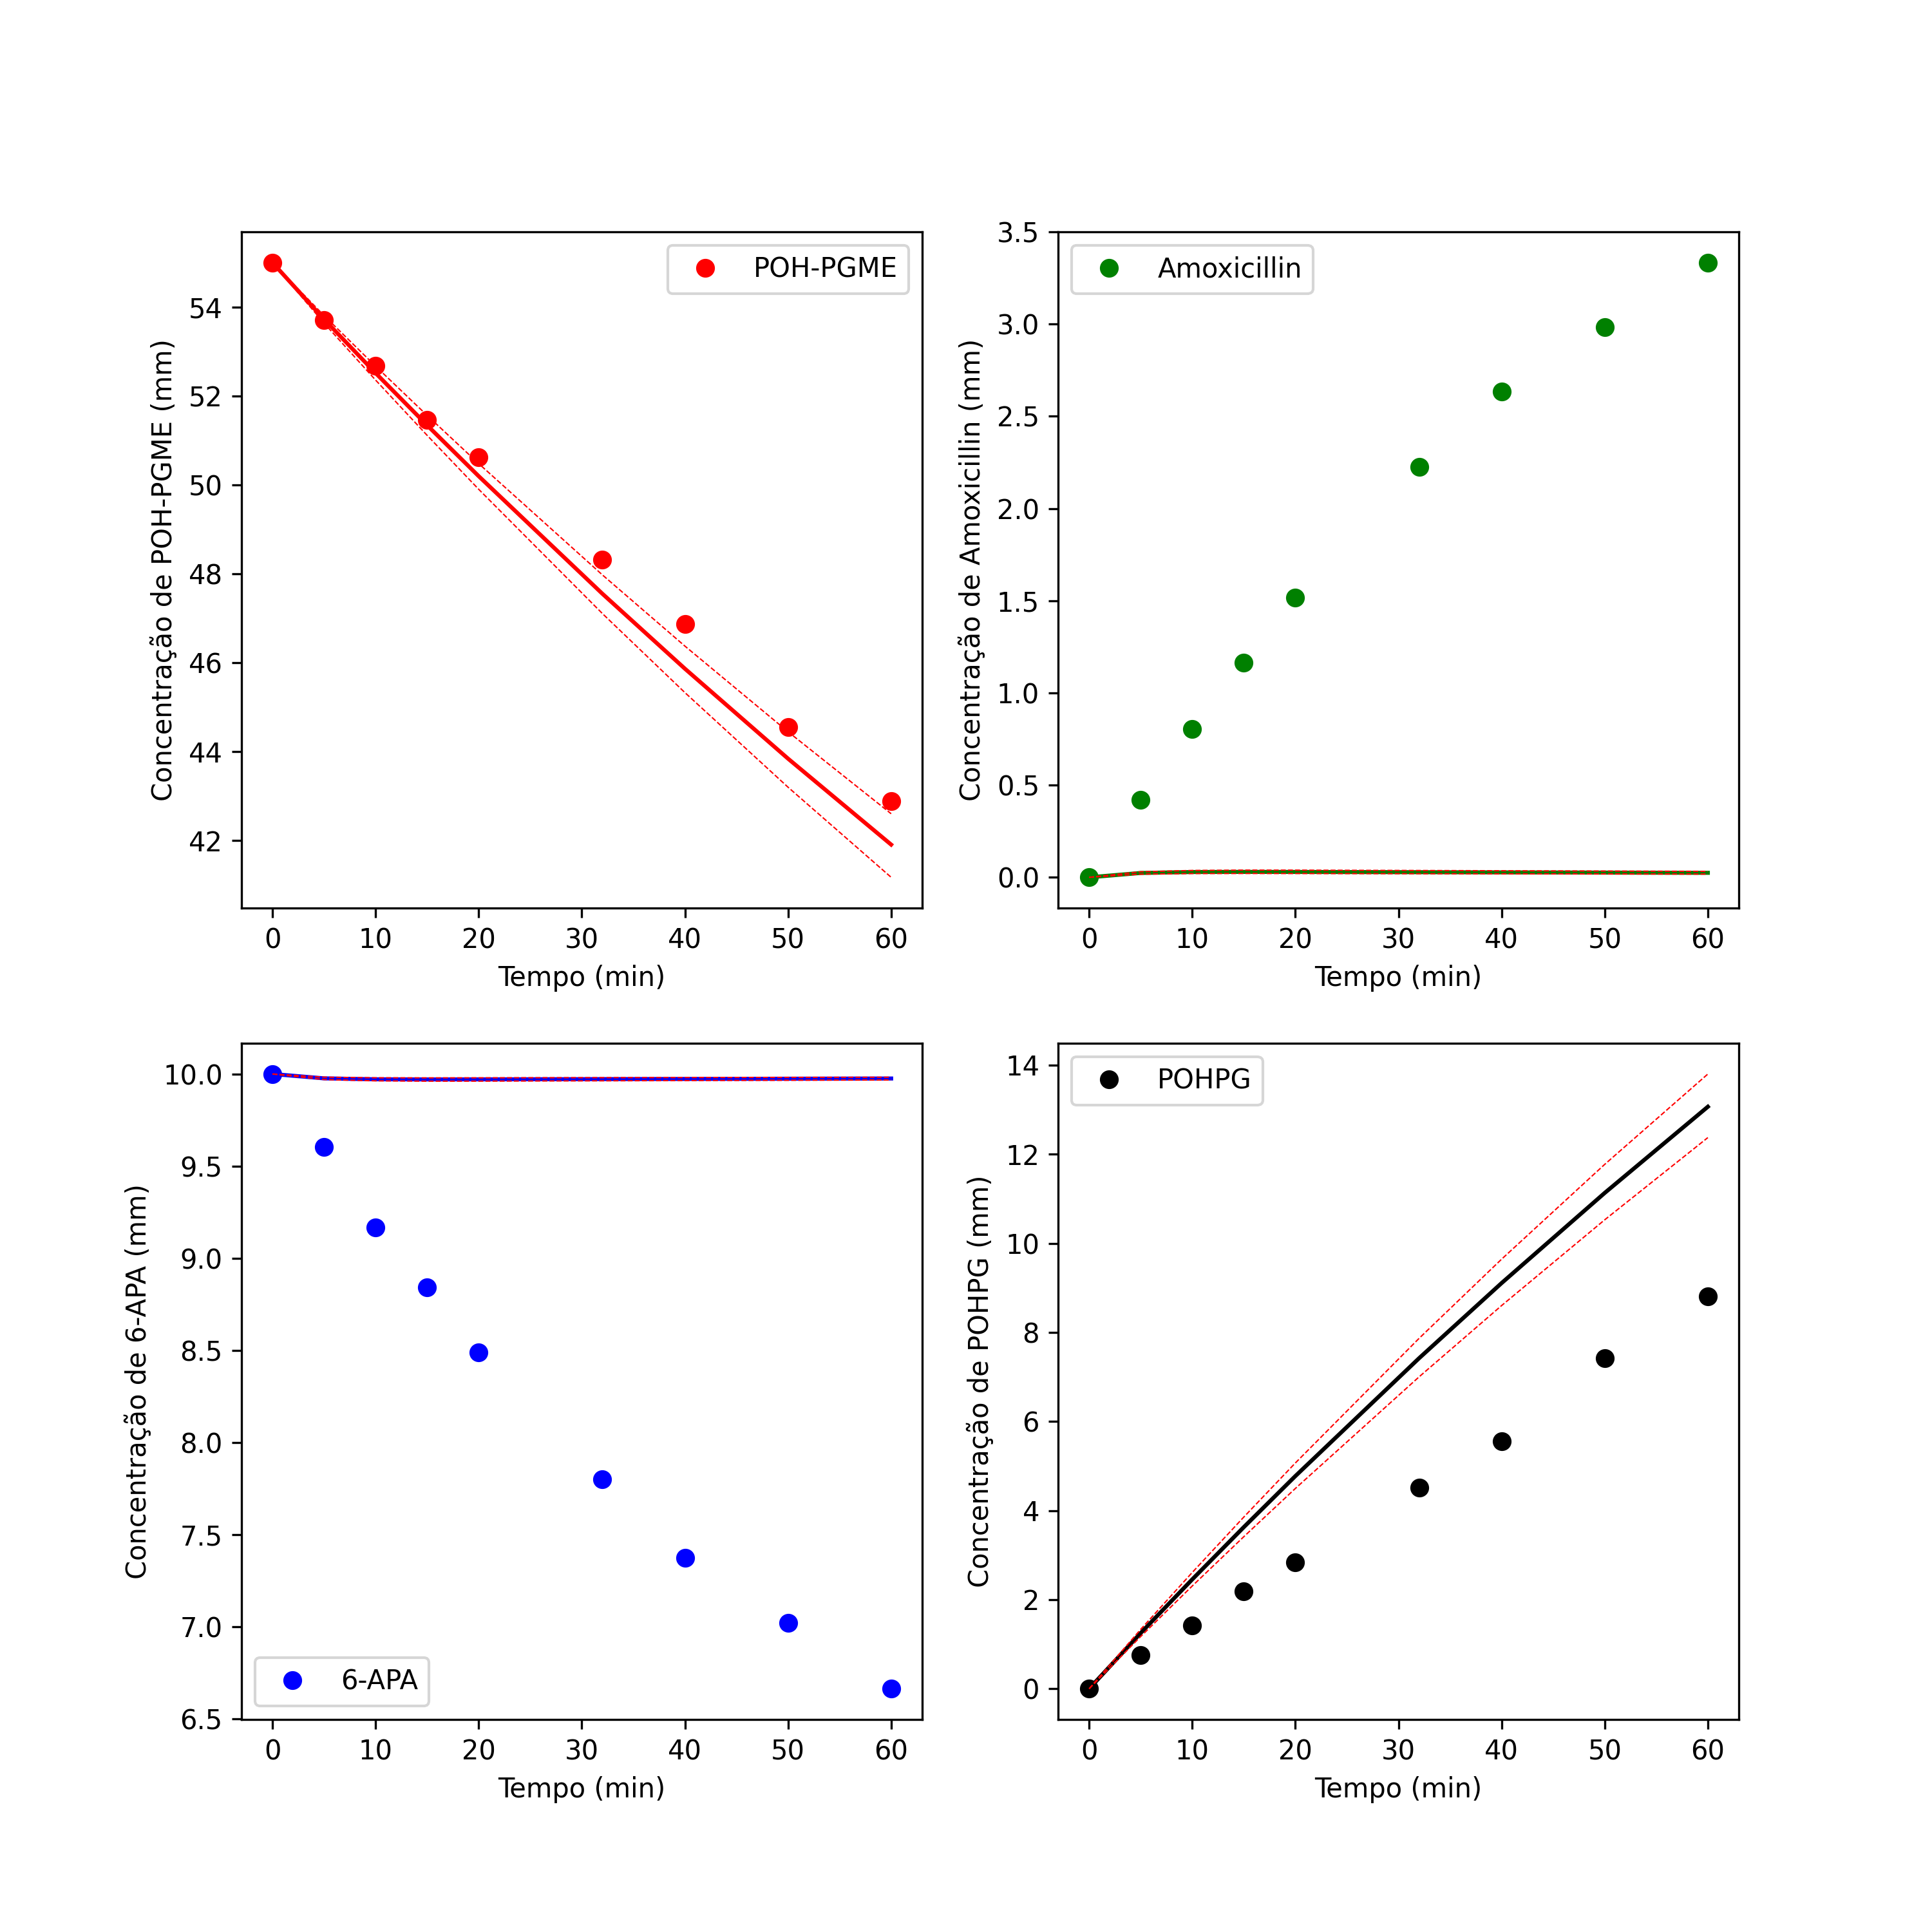 POH-PGME
Concentração de POH-PGME (mm)
54
52
50
48
46
44
42
0 10 20 30 40 50 60
Tempo (min)
Amoxicillin
Concentração de Amoxicillin (mm)
3.5
3.0
2.5
2.0
1.5
1.0
0.5
0.0
0 10 20 30 40 50 60
Tempo (min)
6-APA
Concentração de 6-APA (mm)
10.0
9.5
9.0
8.5
8.0
7.5
7.0
6.5
0 10 20 30 40 50 60
Tempo (min)
POHPG
Concentração de POHPG (mm)
14
12
10
8
6
4
2
0
0 10 20 30 40 50 60
Tempo (min)